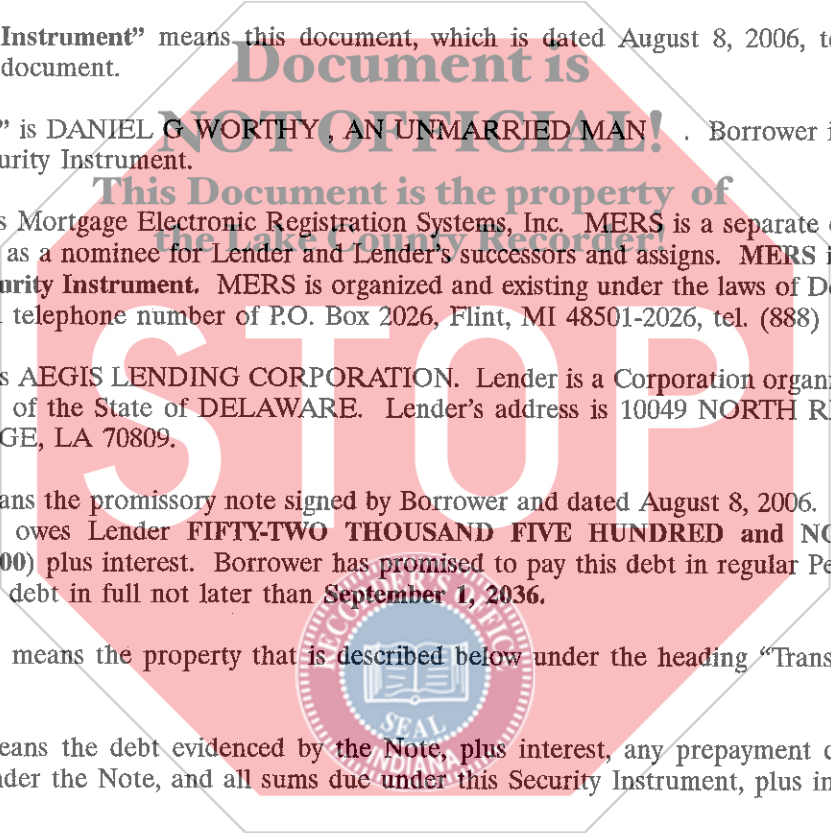 Instrument” means this document, which is dated August 8, 2006, to
document.
Document is
” is DANIEL G WORTHY , AN UNMARRIED MAN . Borrower i
NOT OFFICIAL!
urity Instrument.
This Document is the property of
s Mortgage Electronic Registration Systems, Inc. MERS is a separate
the Lake County Recorder!
as a nominee for Lender and Lender’s successors and assigns. MERS i
urity Instrument. MERS is organized and existing under the laws of De
telephone number of P.O. Box 2026, Flint, MI 48501-2026, tel. (888)
STOP
s AEGIS LENDING CORPORATION. Lender is a Corporation organi
of the State of DELAWARE. Lender’s address is 10049 NORTH RE
GE, LA 70809.
ans the promissory note signed by Borrower and dated August 8, 2006.
owes Lender FIFTY-TWO THOUSAND FIVE HUNDRED and NO
00) plus interest. Borrower has promised to pay this debt in regular Pe
debt in full not later than September 1, 2036.
RECORDER'S OFFIC
means the property that is described below under the heading “Trans
SEAL
INDIANA
eans the debt evidenced by the Note, plus interest, any prepayment c
nder the Note, and all sums due under this Security Instrument, plus in